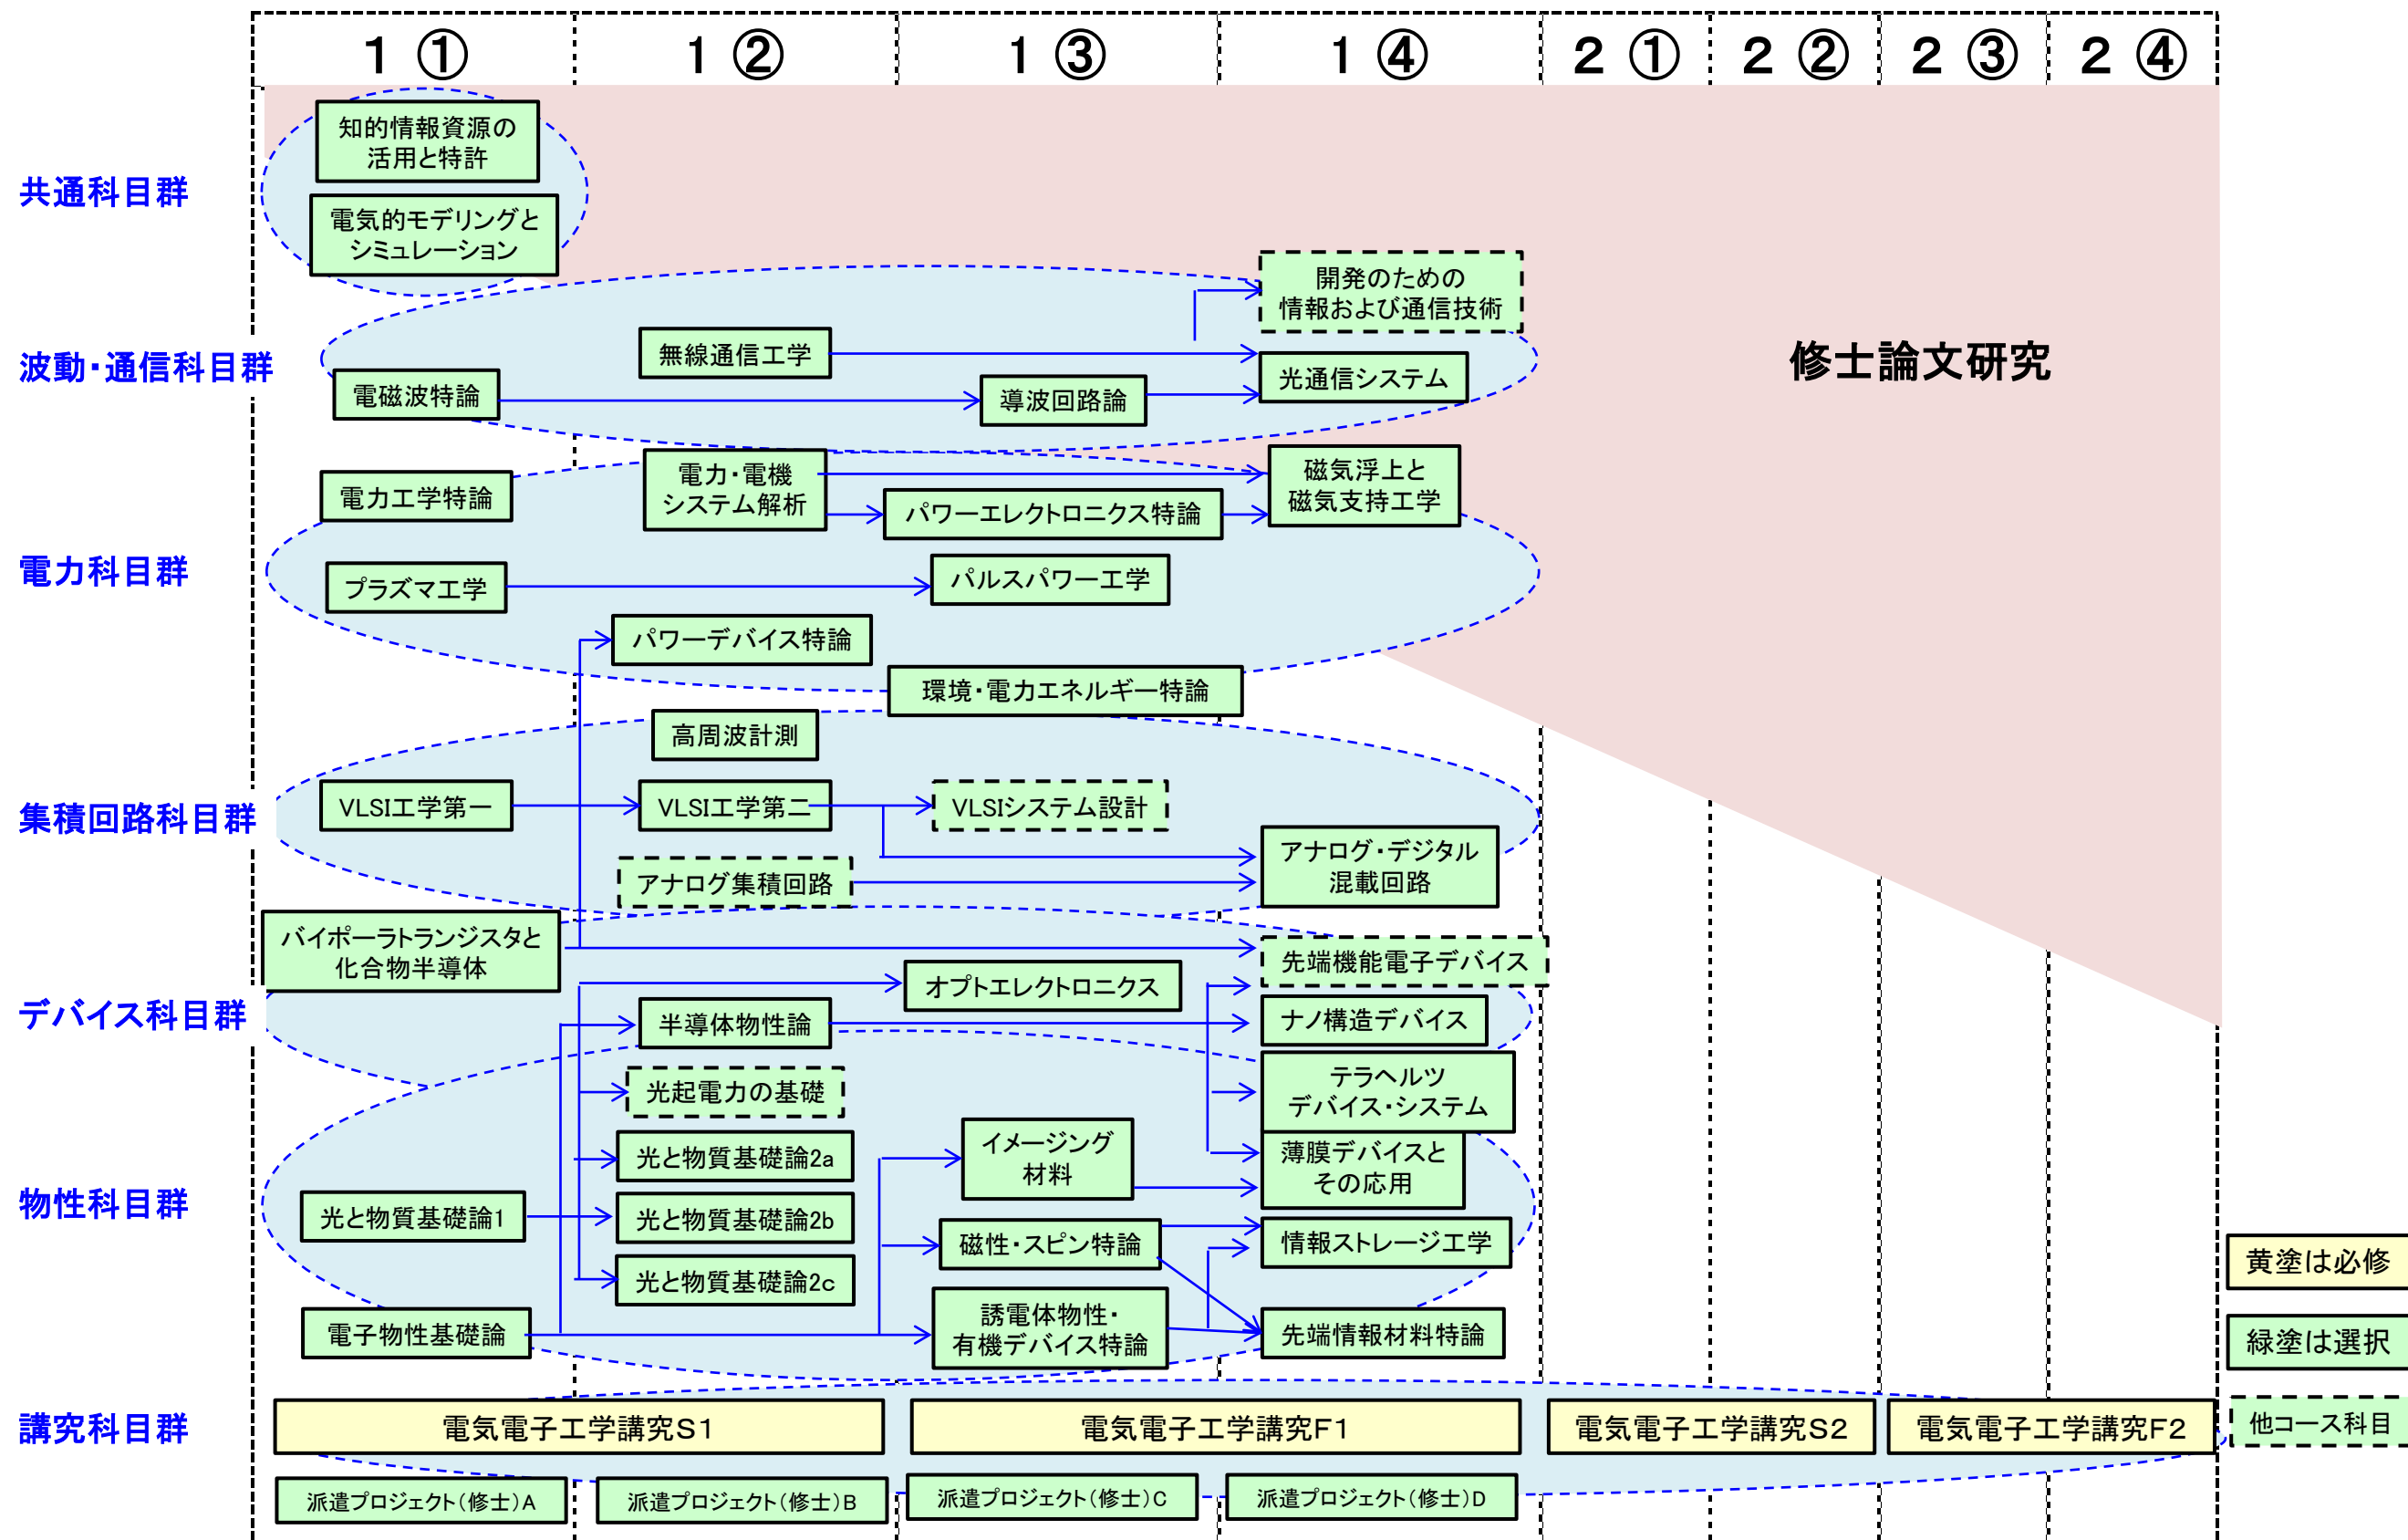 1 ①
1 ②
1 ③
1 ④
2 ①
2 ②
2 ③
2 ④
共通科目群
知的情報資源の
活用と特許
電気的モデリングと
シミュレーション
波動・通信科目群
開発のための
情報および通信技術
無線通信工学
光通信システム
電磁波特論
導波回路論
修士論文研究
電力科目群
電力工学特論
電力・電機
システム解析
パワーエレクトロニクス特論
磁気浮上と
磁気支持工学
プラズマ工学
パルスパワー工学
パワーデバイス特論
環境・電力エネルギー特論
集積回路科目群
高周波計測
VLSI工学第一
VLSI工学第二
VLSIシステム設計
アナログ集積回路
アナログ・デジタル
混載回路
デバイス科目群
バイポーラトランジスタと
化合物半導体
先端機能電子デバイス
オプトエレクトロニクス
半導体物性論
ナノ構造デバイス
物性科目群
光起電力の基礎
テラヘルツ
デバイス・システム
光と物質基礎論2a
イメージング
材料
薄膜デバイスと
その応用
光と物質基礎論1
光と物質基礎論2b
磁性・スピン特論
情報ストレージ工学
光と物質基礎論2c
電子物性基礎論
誘電体物性・
有機デバイス特論
先端情報材料特論
黄塗は必修
緑塗は選択
他コース科目
講究科目群
電気電子工学講究S1
電気電子工学講究F1
電気電子工学講究S2
電気電子工学講究F2
派遣プロジェクト（修士）A
派遣プロジェクト（修士）B
派遣プロジェクト（修士）C
派遣プロジェクト（修士）D